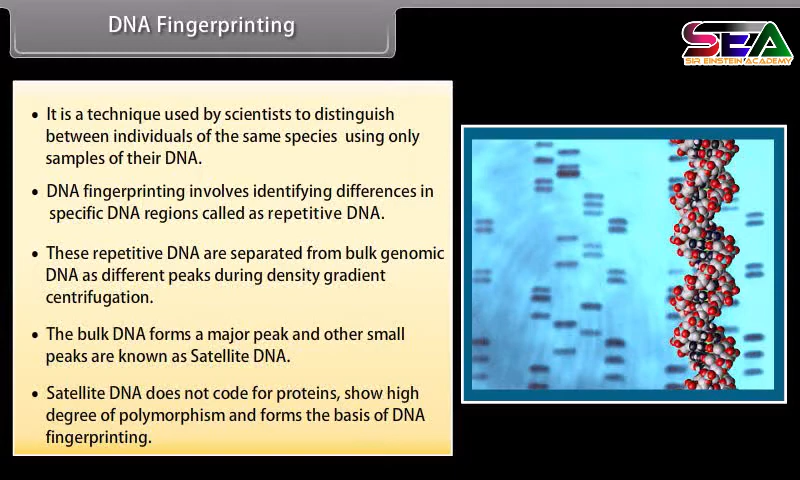 DNA Fingerprinting
SEA
SIR EINSTEIN ACADEMY
• It is a technique used by scientists to distinguish
between individuals of the same species using only
samples of their DNA.
• DNA fingerprinting involves identifying differences in
specific DNA regions called as repetitive DNA.
• These repetitive DNA are separated from bulk genomic
DNA as different peaks during density gradient
centrifugation.
• The bulk DNA forms a major peak and other small
peaks are known as Satellite DNA.
• Satellite DNA does not code for proteins, show high
degree of polymorphism and forms the basis of DNA
fingerprinting.